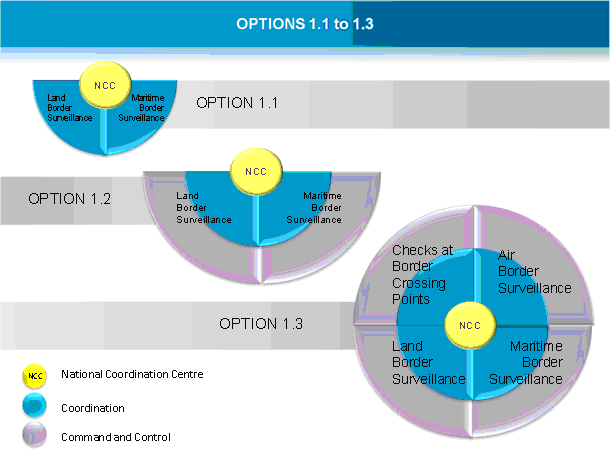 OPTIONS 1.1 to 1.3
NCC
Land
Border
Surveillance
Maritime
Border
Surveillance
OPTION 1.1
OPTION 1.2
NCC
Land
Border
Surveillance
Maritime
Border
Surveillance
OPTION 1.3
Checks at
Border
Crossing
Points
Air
Border
Surveillance
NCC
Land
Border
Surveillance
Maritime
Border
Surveillance
NCC
National Coordination Centre
Coordination
Command and Control